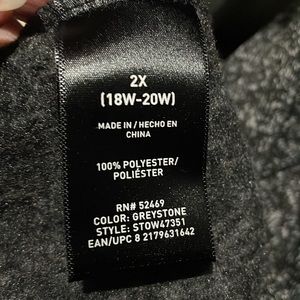 2X
(18W-20W)
MADE IN / HECHO EN
CHINA
100% POLYESTER/
POLIÉSTER
RN# 52469
COLOR: GREYSTONE
STYLE: STOW47351
EAN/UPC 8 2179631642